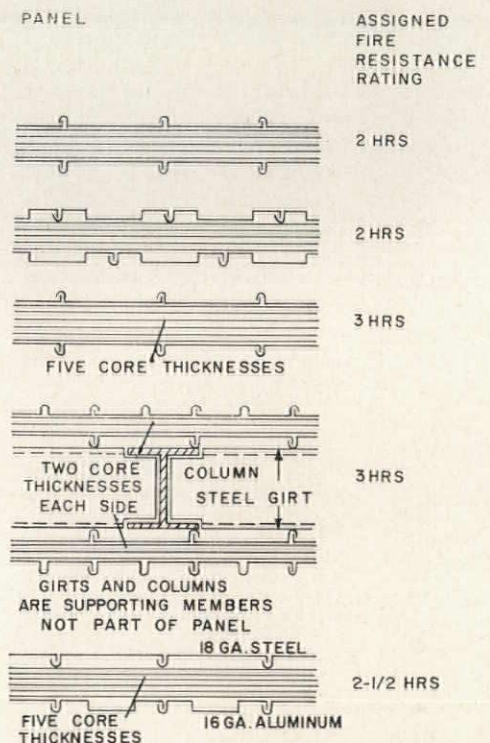 PANEL
ASSIGNED
FIRE
RESISTANCE
RATING
2 HRS
2 HRS
3 HRS
FIVE CORE THICKNESSES
TWO CORE
THICKNESSES
EACH SIDE
COLUMN
STEEL GIRT
3HRS
GIRTS AND COLUMNS
ARE SUPPORTING MEMBERS
NOT PART OF PANEL
18 GA. STEEL
2-1/2 HRS
FIVE CORE
THICKNESSES
16 GA. ALUMINUM